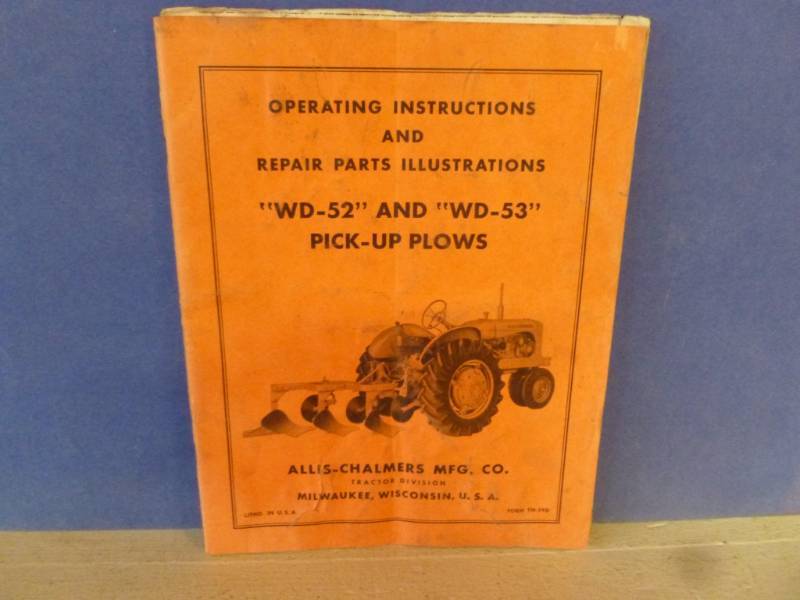 OPERATING INSTRUCTIONS
AND
REPAIR PARTS ILLUSTRATIONS
"WD-52" AND "WD-53"
PICK-UP PLOWS
ALLIS-CHALMERS MFG. CO.
TRACTOR DIVISION
MILWAUKEE, WISCONSIN, U. S. A.
LITHO. IN U.S.A.
FORM